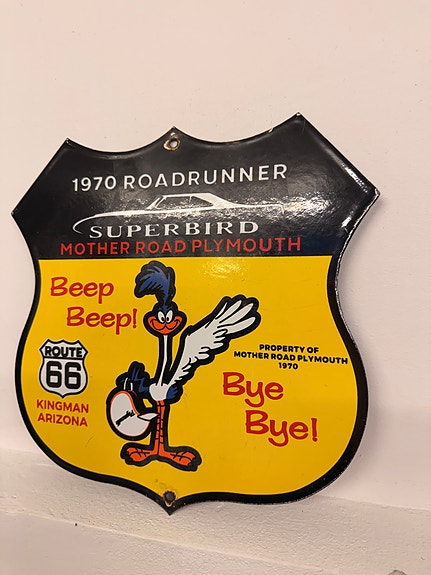 1970 ROADRUNNER
SUPERBIRD
MOTHER ROAD PLYMOUTH
Beep
Beep!
ROUTE
66
KINGMAN
ARIZONA
PROPERTY OF
MOTHER ROAD PLYMOUTH
1970
Bye
Bye!